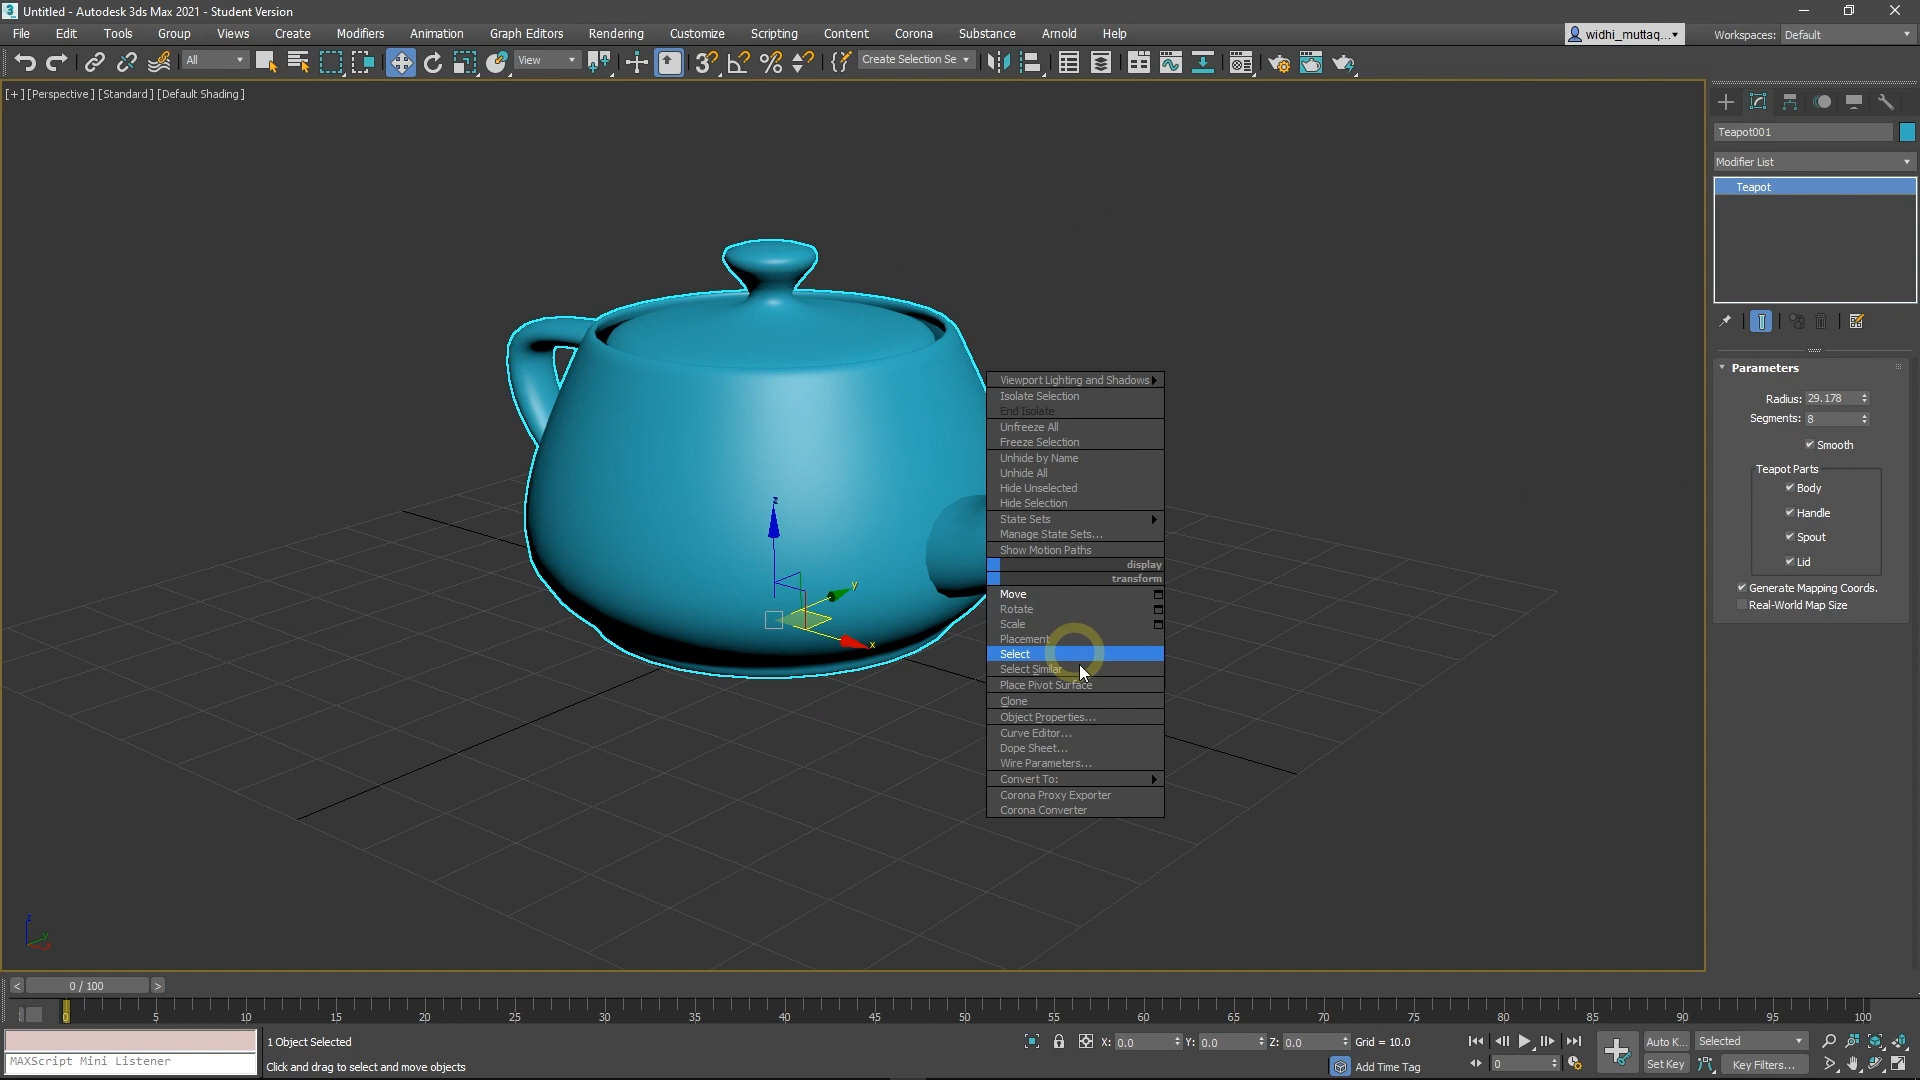 3 Untitled - Autodesk 3ds Max 2021 - Student Version
File Edit Tools Group Views Create Modifiers Animation Graph Editors Rendering Customize Scripting Content Corona Substance Arnold Help widhi_muttaq... Workspaces: Default
All View Create Selection Se
[+] [Perspective ] [Standard ] [Default Shading ]
Teapot001
Modifier List
Teapot
Parameters
Radius: 29.178
Segments: 8
Smooth
Teapot Parts
Body
Handle
Spout
Lid
Generate Mapping Coords.
Real-World Map Size
Viewport Lighting and Shadows
Isolate Selection
End Isolate
Unfreeze All
Freeze Selection
Unhide by Name
Unhide All
Hide Unselected
Hide Selection
State Sets
Manage State Sets...
Show Motion Paths
display
transform
Move
Rotate
Scale
Placement
Select
Select Similar
Place Pivot Surface
Clone
Object Properties...
Curve Editor...
Dope Sheet...
Wire Parameters...
Convert To:
Corona Proxy Exporter
Corona Converter
z
y
x
z
y
x
< 0 / 100 >
0 5 10 15 20 25 30 35 40 45 50 55 60 65 70 75 80 85 90 95 100
1 Object Selected X: 0.0 Y: 0.0 Z: 0.0 Grid = 10.0 Auto K... Selected
MAXScript Mini Listener Click and drag to select and move objects Add Time Tag 0 Set Key Key Filters...